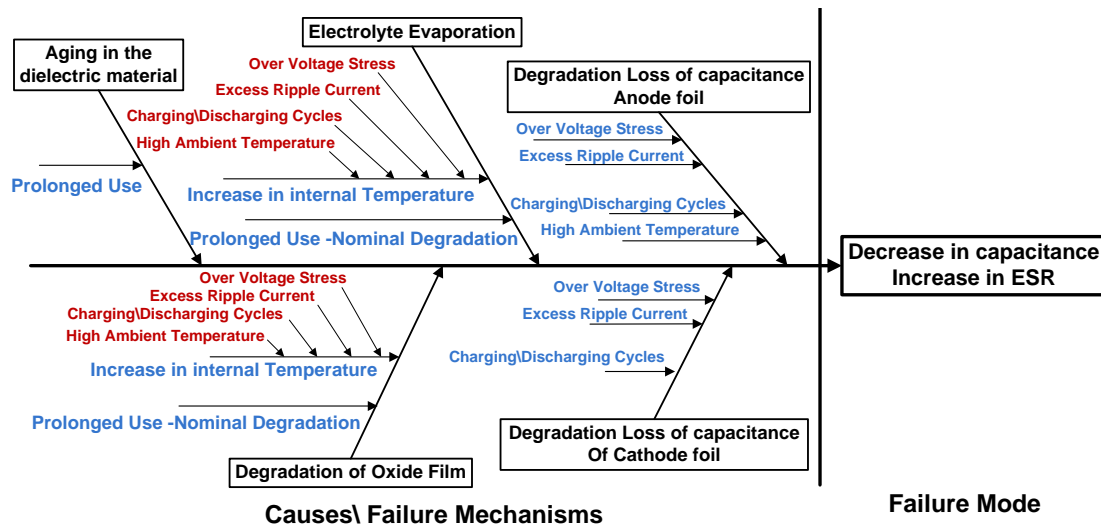 Aging in the
dielectric material
Prolonged Use
Electrolyte Evaporation
Over Voltage Stress
Excess Ripple Current
Charging\Discharging Cycles
High Ambient Temperature
Increase in internal Temperature
Prolonged Use -Nominal Degradation
Degradation Loss of capacitance
Anode foil
Over Voltage Stress
Excess Ripple Current
Charging\Discharging Cycles
High Ambient Temperature
Decrease in capacitance
Increase in ESR
Over Voltage Stress
Excess Ripple Current
Charging\Discharging Cycles
High Ambient Temperature
Increase in internal Temperature
Prolonged Use -Nominal Degradation
Degradation of Oxide Film
Over Voltage Stress
Excess Ripple Current
Charging\Discharging Cycles
Degradation Loss of capacitance
Of Cathode foil
Causes\ Failure Mechanisms
Failure Mode